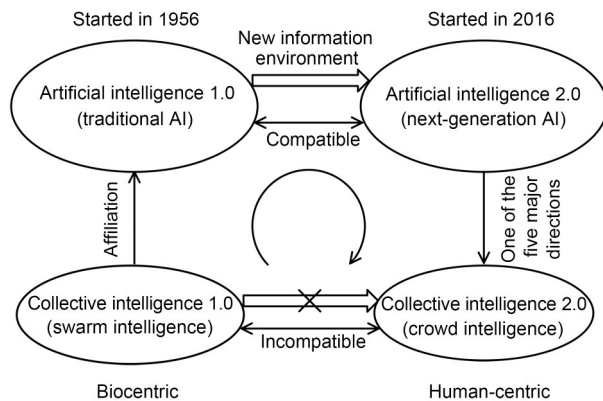 Started in 1956
Started in 2016
New information
environment
Artificial intelligence 1.0
(traditional AI)
Artificial intelligence 2.0
(next-generation AI)
Compatible
Affiliation
One of the
five major
directions
Collective intelligence 1.0
(swarm intelligence)
Collective intelligence 2.0
(crowd intelligence)
Incompatible
Biocentric
Human-centric